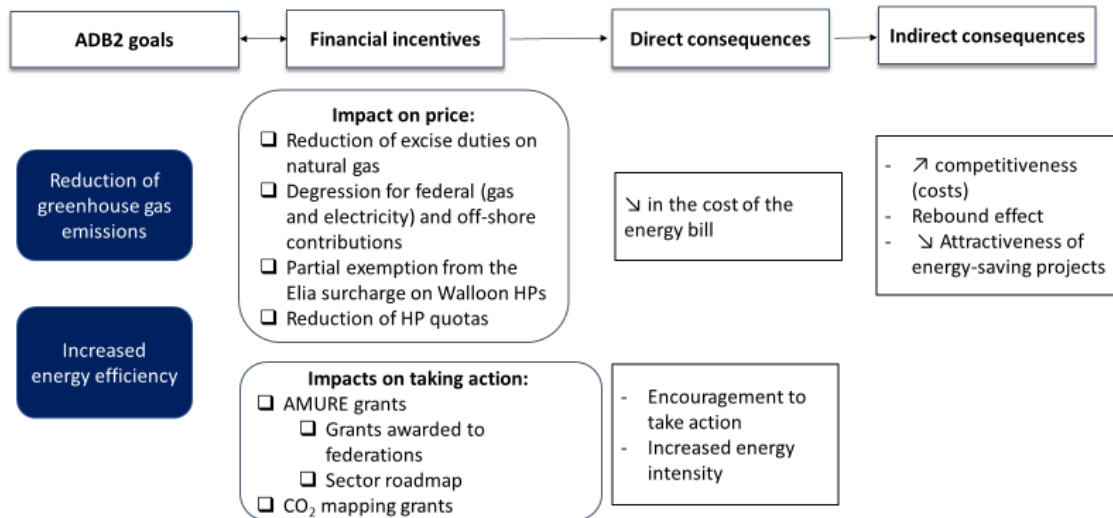 ADB2 goals
Financial incentives
Direct consequences
Indirect consequences
Reduction of
greenhouse gas
emissions
Increased
energy efficiency
Impact on price:
❑ Reduction of excise duties on
natural gas
❑ Degression for federal (gas
and electricity) and off-shore
contributions
❑ Partial exemption from the
Elia surcharge on Walloon HPs
❑ Reduction of HP quotas
Impacts on taking action:
❑ AMURE grants
❑ Grants awarded to
federations
❑ Sector roadmap
❑ CO₂ mapping grants
↘ in the cost of the
energy bill
- Encouragement to
take action
- Increased energy
intensity
- ↗ competitiveness
(costs)
- Rebound effect
- ↘ Attractiveness of
energy-saving projects